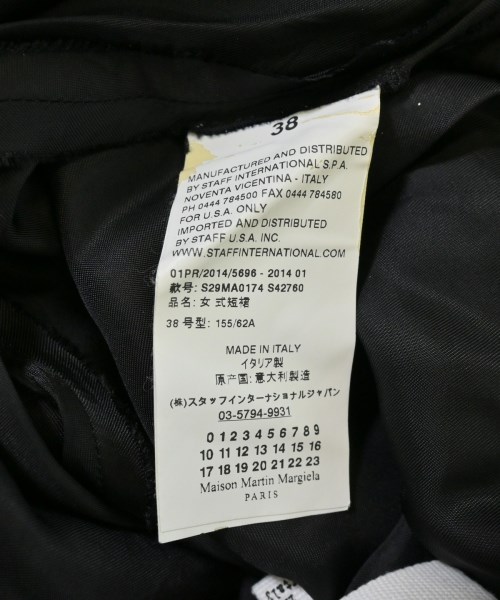 38
MANUFACTURED AND DISTRIBUTED
BY STAFF INTERNATIONAL S.P.A.
NOVENTA VICENTINA - ITALY
PH 0444 784500 FAX 0444 784580
FOR U.S.A. ONLY
IMPORTED AND DISTRIBUTED
BY STAFF U.S.A. INC.
WWW.STAFFINTERNATIONAL.COM
01PR/2014/5696 - 2014 01
款号: S29MA0174 S42760
品名: 女式短裙
38 号型: 155/62A
MADE IN ITALY
イタリア製
原产国: 意大利製造
(株)スタッフインターナショナルジャパン
03-5794-9931
0 1 2 3 4 5 6 7 8 9
10 11 12 13 14 15 16
17 18 19 20 21 22 23
Maison Martin Margiela
PARIS